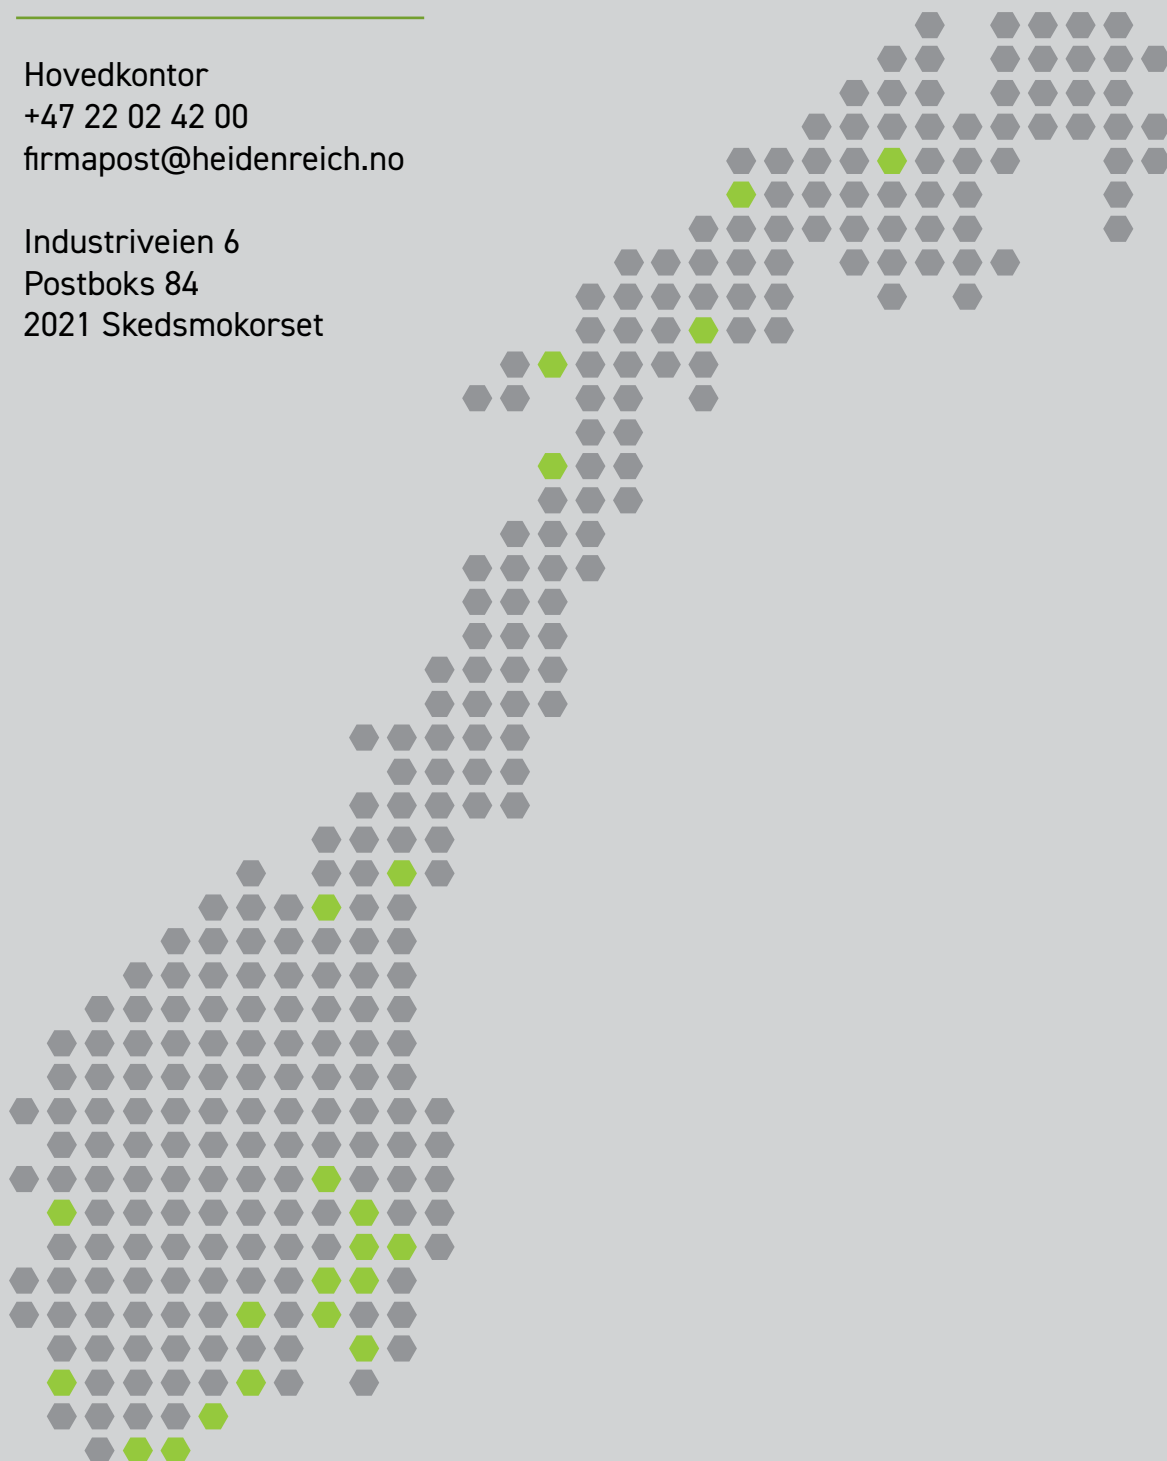 Hovedkontor
+47 22 02 42 00
firmapost@heidenreich.no
Industriveien 6
Postboks 84
2021 Skedsmokorset